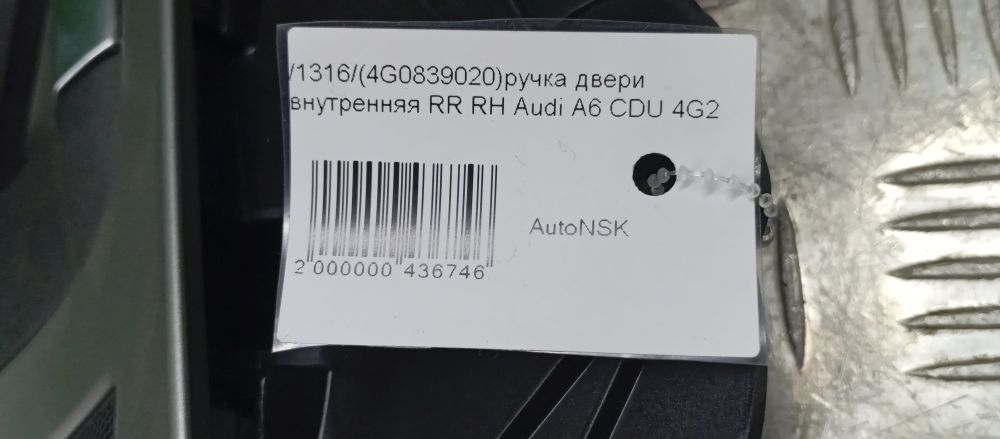 /1316/(4G0839020)ручка двери
внутренняя RR RH Audi A6 CDU 4G2
AutoNSK
2 000000 436746